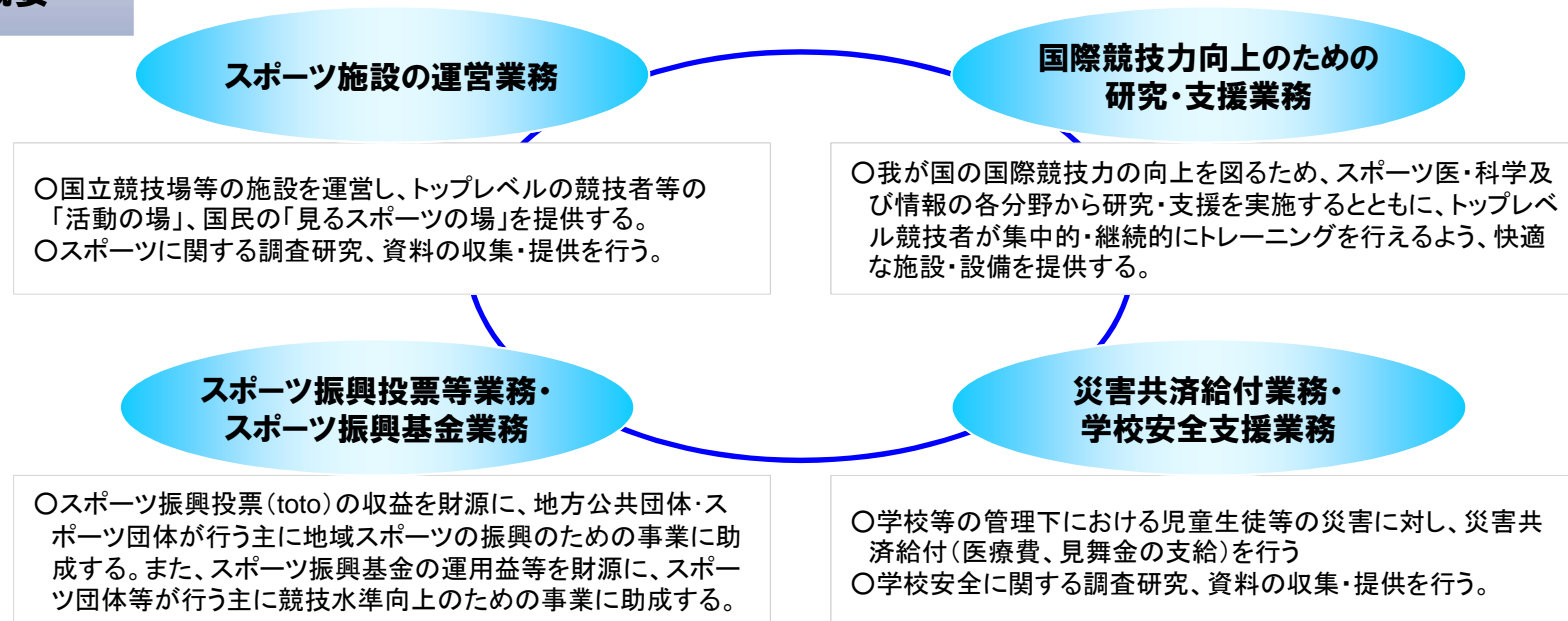 概要
スポーツ施設の運営業務
〇国立競技場等の施設を運営し、トップレベルの競技者等の
「活動の場」、国民の「見るスポーツの場」を提供する。
〇スポーツに関する調査研究、資料の収集・提供を行う。
国際競技力向上のための
研究・支援業務
〇我が国の国際競技力の向上を図るため、スポーツ医・科学及
び情報の各分野から研究・支援を実施するとともに、トップレベ
ル競技者が集中的・継続的にトレーニングを行えるよう、快適
な施設・設備を提供する。
スポーツ振興投票等業務・
スポーツ振興基金業務
〇スポーツ振興投票(toto)の収益を財源に、地方公共団体・ス
ポーツ団体が行う主に地域スポーツの振興のための事業に助
成する。また、スポーツ振興基金の運用益等を財源に、スポー
ツ団体等が行う主に競技水準向上のための事業に助成する。
災害共済給付業務・
学校安全支援業務
〇学校等の管理下における児童生徒等の災害に対し、災害共
済給付(医療費、見舞金の支給)を行う
〇学校安全に関する調査研究、資料の収集・提供を行う。